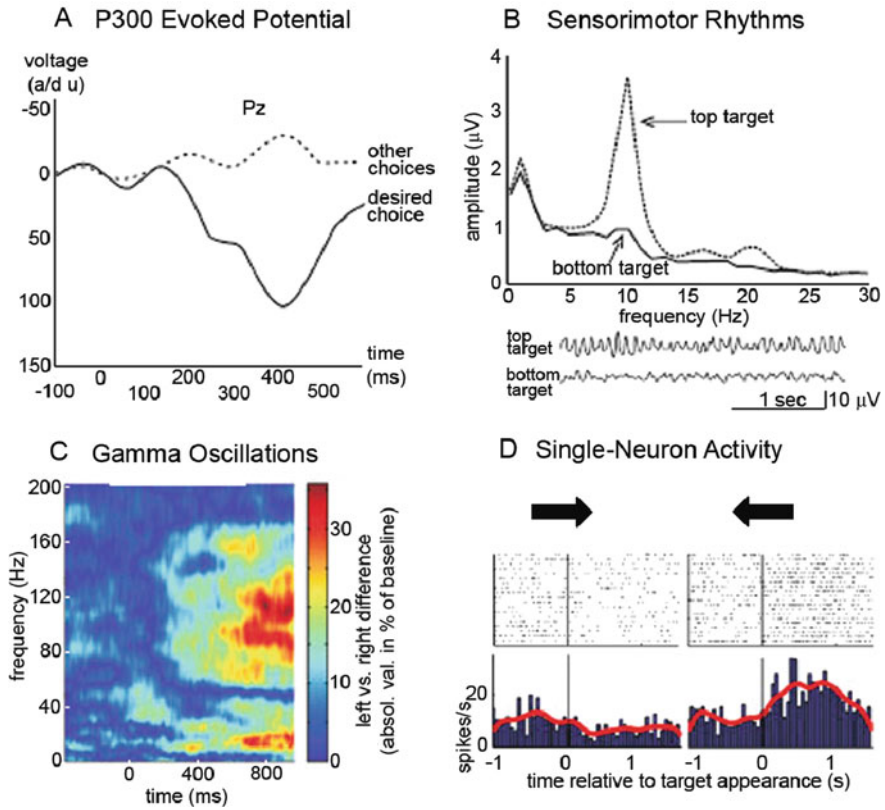 A P300 Evoked Potential
voltage
(a/d u)
-50
0
50
100
150
Pz
other
choices
desired
choice
time
(ms)
-100 0 100 200 300 400 500
B Sensorimotor Rhythms
4
3
2
1
0
amplitude (μV)
top target
bottom target
0 5 10 15 20 25 30
frequency (Hz)
top
target
bottom
target
1 sec 10 μV
C Gamma Oscillations
200
160
120
80
40
0
frequency (Hz)
0 400 800
time (ms)
30
20
10
0
left vs. right difference
(absol. val. in % of baseline)
D Single-Neuron Activity
spikes/s
20
0
-1 0 1 -1 0 1
time relative to target appearance (s)